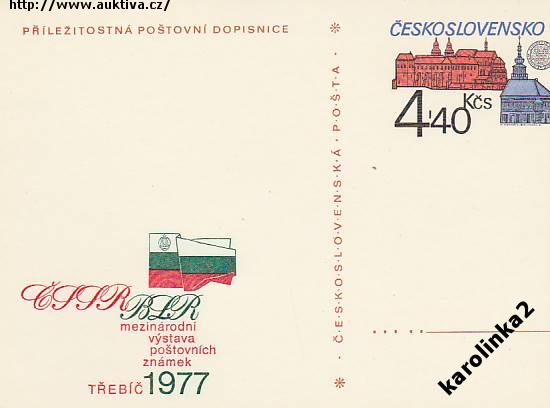 http://www.auktiva.cz/
PŘÍLEŽITOSTNÁ POŠTOVNÍ DOPISNICE
ČESKOSLOVENSKO
4'40 Kčs
* ČESKOSLOVENSKÁ POŠTA *
ČSSR BLR
mezinárodní
výstava
poštovních
známek
TŘEBÍČ 1977
karolinka2